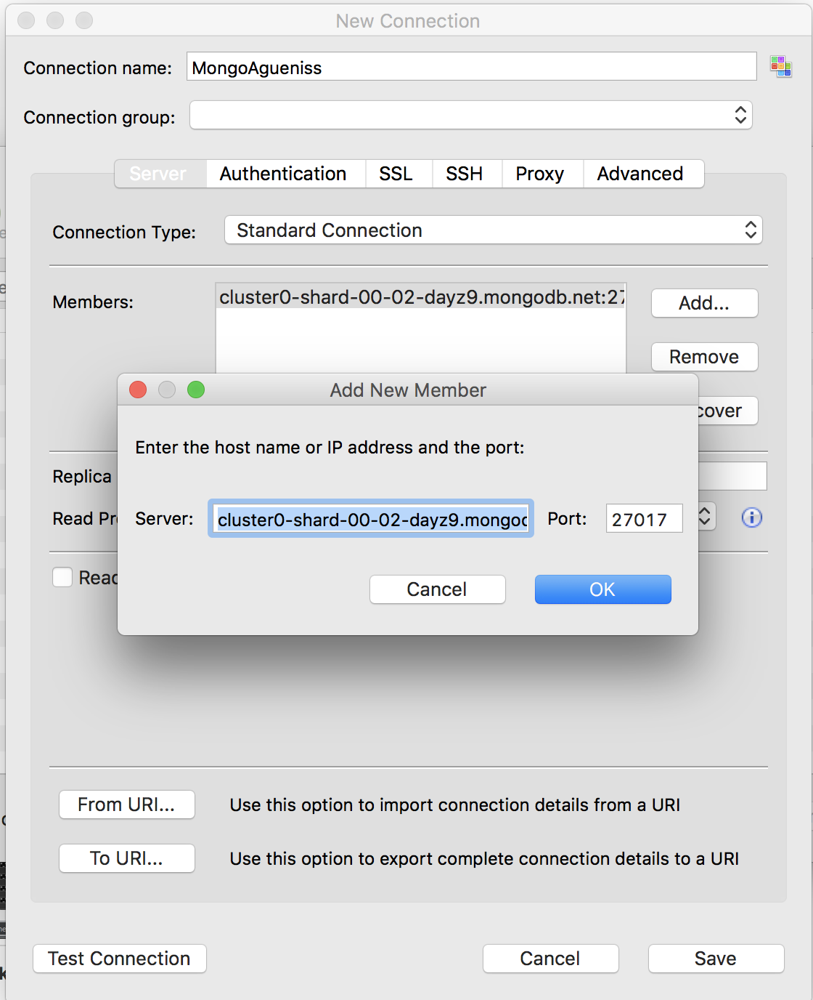 New Connection
Connection name: MongoAgueniss
Connection group:
Server Authentication SSL SSH Proxy Advanced
Connection Type: Standard Connection
Members: cluster0-shard-00-02-dayz9.mongodb.net:27 Add...
Remove
Add New Member
cover
Enter the host name or IP address and the port:
Replica
Read Pr Server: cluster0-shard-00-02-dayz9.mongod Port: 27017
Read
Cancel OK
From URI... Use this option to import connection details from a URI
To URI... Use this option to export complete connection details to a URI
Test Connection Cancel Save